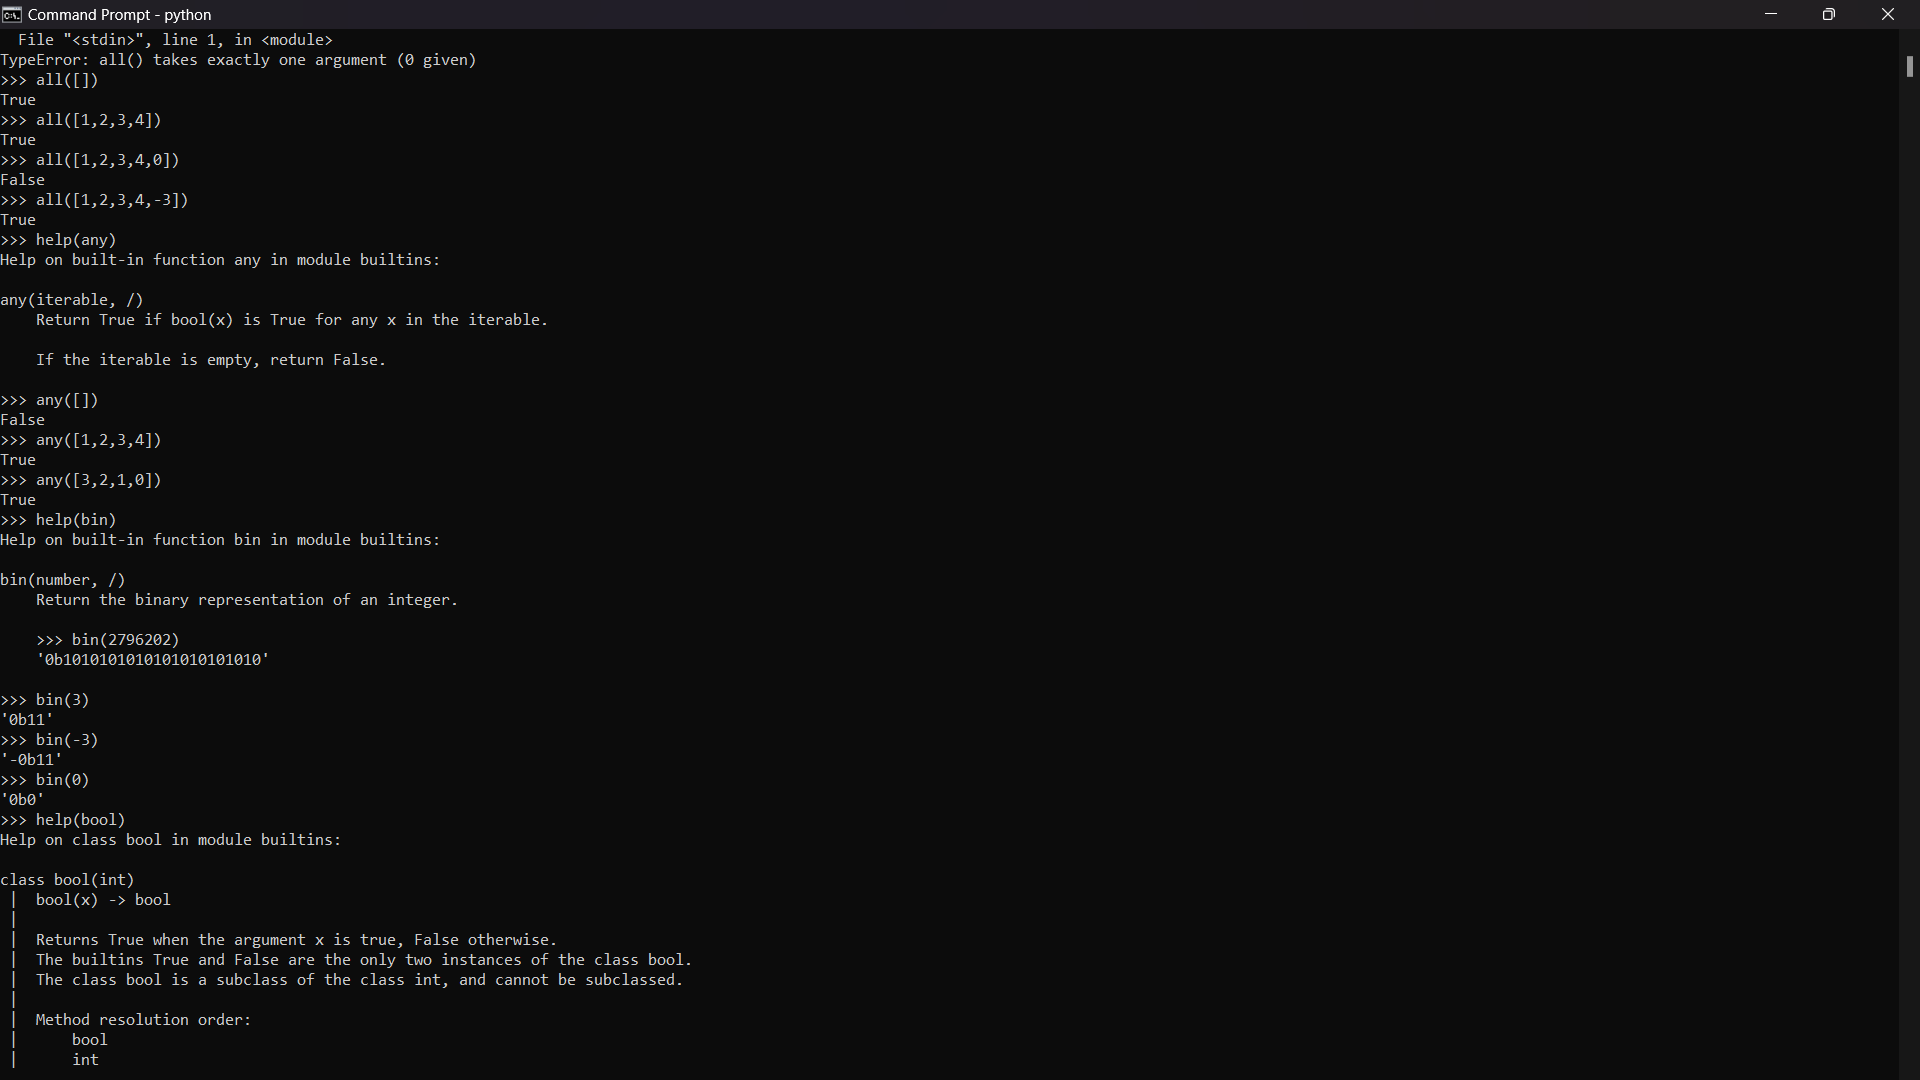 Command Prompt - python
  File "<stdin>", line 1, in <module>
TypeError: all() takes exactly one argument (0 given)
>>> all([])
True
>>> all([1,2,3,4])
True
>>> all([1,2,3,4,0])
False
>>> all([1,2,3,4,-3])
True
>>> help(any)
Help on built-in function any in module builtins:

any(iterable, /)
    Return True if bool(x) is True for any x in the iterable.

    If the iterable is empty, return False.

>>> any([])
False
>>> any([1,2,3,4])
True
>>> any([3,2,1,0])
True
>>> help(bin)
Help on built-in function bin in module builtins:

bin(number, /)
    Return the binary representation of an integer.

    >>> bin(2796202)
    '0b1010101010101010101010'

>>> bin(3)
'0b11'
>>> bin(-3)
'-0b11'
>>> bin(0)
'0b0'
>>> help(bool)
Help on class bool in module builtins:

class bool(int)
 |  bool(x) -> bool
 |
 |  Returns True when the argument x is true, False otherwise.
 |  The builtins True and False are the only two instances of the class bool.
 |  The class bool is a subclass of the class int, and cannot be subclassed.
 |
 |  Method resolution order:
 |      bool
 |      int